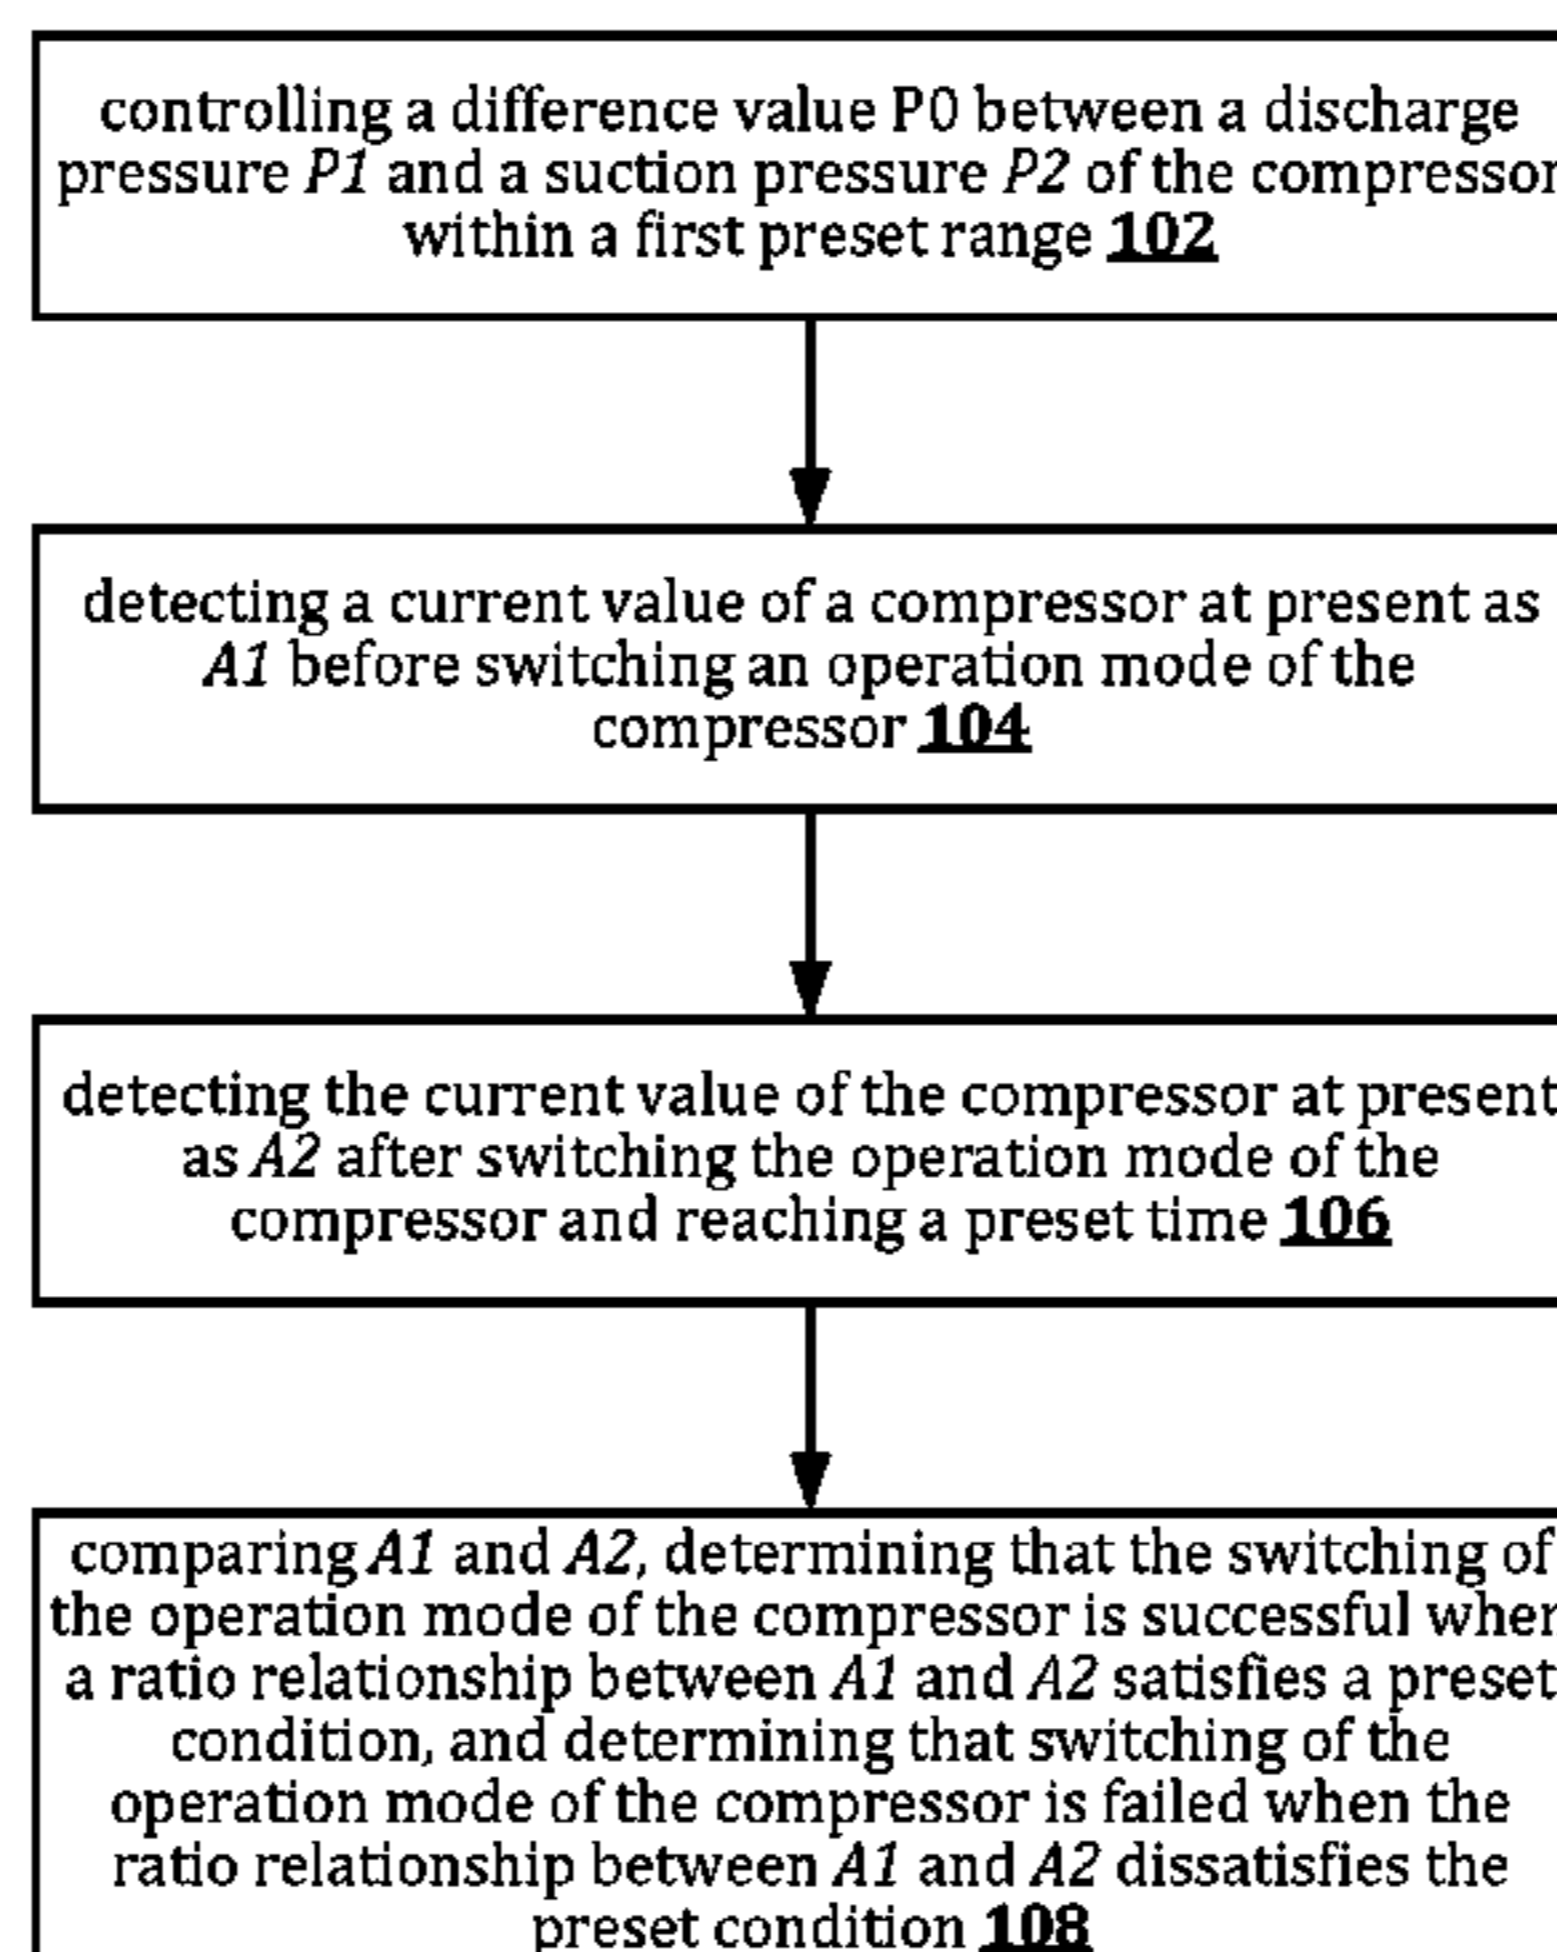 controlling a difference value P0 between a discharge
pressure P1 and a suction pressure P2 of the compressor
within a first preset range 102
detecting a current value of a compressor at present as
A1 before switching an operation mode of the
compressor 104
detecting the current value of the compressor at present
as A2 after switching the operation mode of the
compressor and reaching a preset time 106
comparing A1 and A2, determining that the switching of
the operation mode of the compressor is successful when
a ratio relationship between A1 and A2 satisfies a preset
condition, and determining that switching of the
operation mode of the compressor is failed when the
ratio relationship between A1 and A2 dissatisfies the
preset condition 108